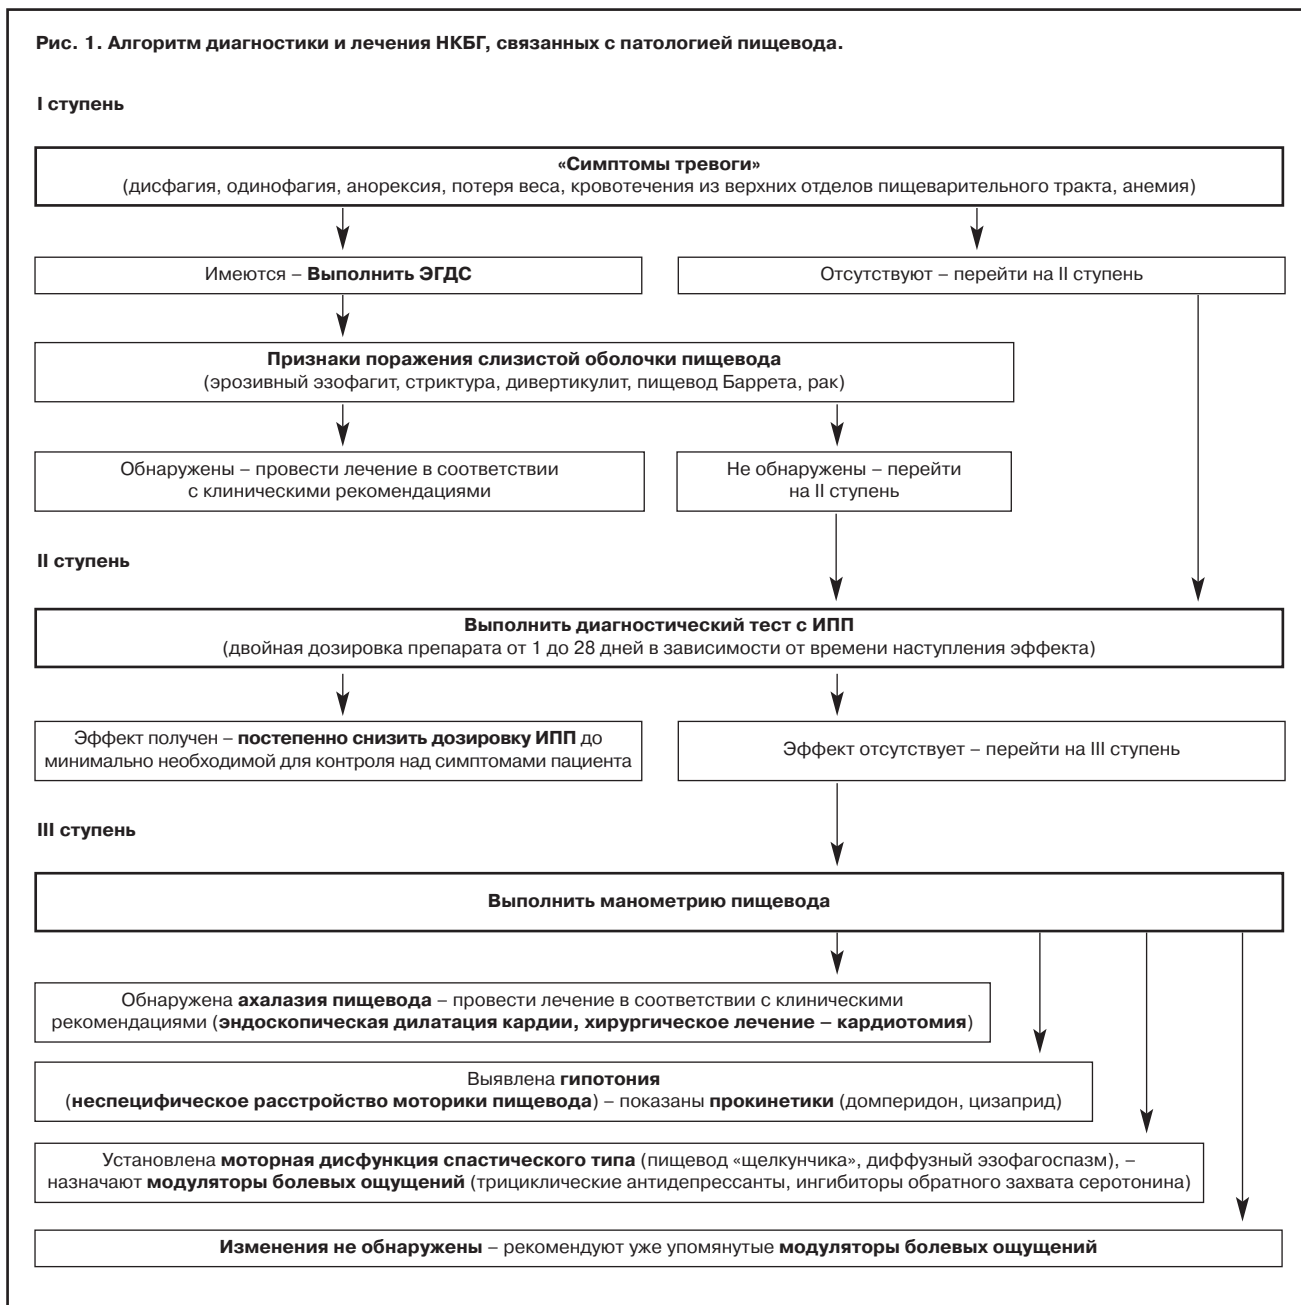 Рис. 1. Алгоритм диагностики и лечения НКБГ, связанных с патологией пищевода.
I ступень
«Симптомы тревоги»
(дисфагия, одинофагия, анорексия, потеря веса, кровотечения из верхних отделов пищеварительного тракта, анемия)
Имеются – Выполнить ЭГДС
Отсутствуют – перейти на II ступень
Признаки поражения слизистой оболочки пищевода
(эрозивный эзофагит, стриктура, дивертикулит, пищевод Баррета, рак)
Обнаружены – провести лечение в соответствии
с клиническими рекомендациями
Не обнаружены – перейти
на II ступень
II ступень
Выполнить диагностический тест с ИПП
(двойная дозировка препарата от 1 до 28 дней в зависимости от времени наступления эффекта)
Эффект получен – постепенно снизить дозировку ИПП до
минимально необходимой для контроля над симптомами пациента
Эффект отсутствует – перейти на III ступень
III ступень
Выполнить манометрию пищевода
Обнаружена ахалазия пищевода – провести лечение в соответствии с клиническими
рекомендациями (эндоскопическая дилатация кардии, хирургическое лечение – кардиотомия)
Выявлена гипотония
(неспецифическое расстройство моторики пищевода) – показаны прокинетики (домперидон, цизаприд)
Установлена моторная дисфункция спастического типа (пищевод «щелкунчика», диффузный эзофагоспазм), –
назначают модуляторы болевых ощущений (трициклические антидепрессанты, ингибиторы обратного захвата серотонина)
Изменения не обнаружены – рекомендуют уже упомянутые модуляторы болевых ощущений